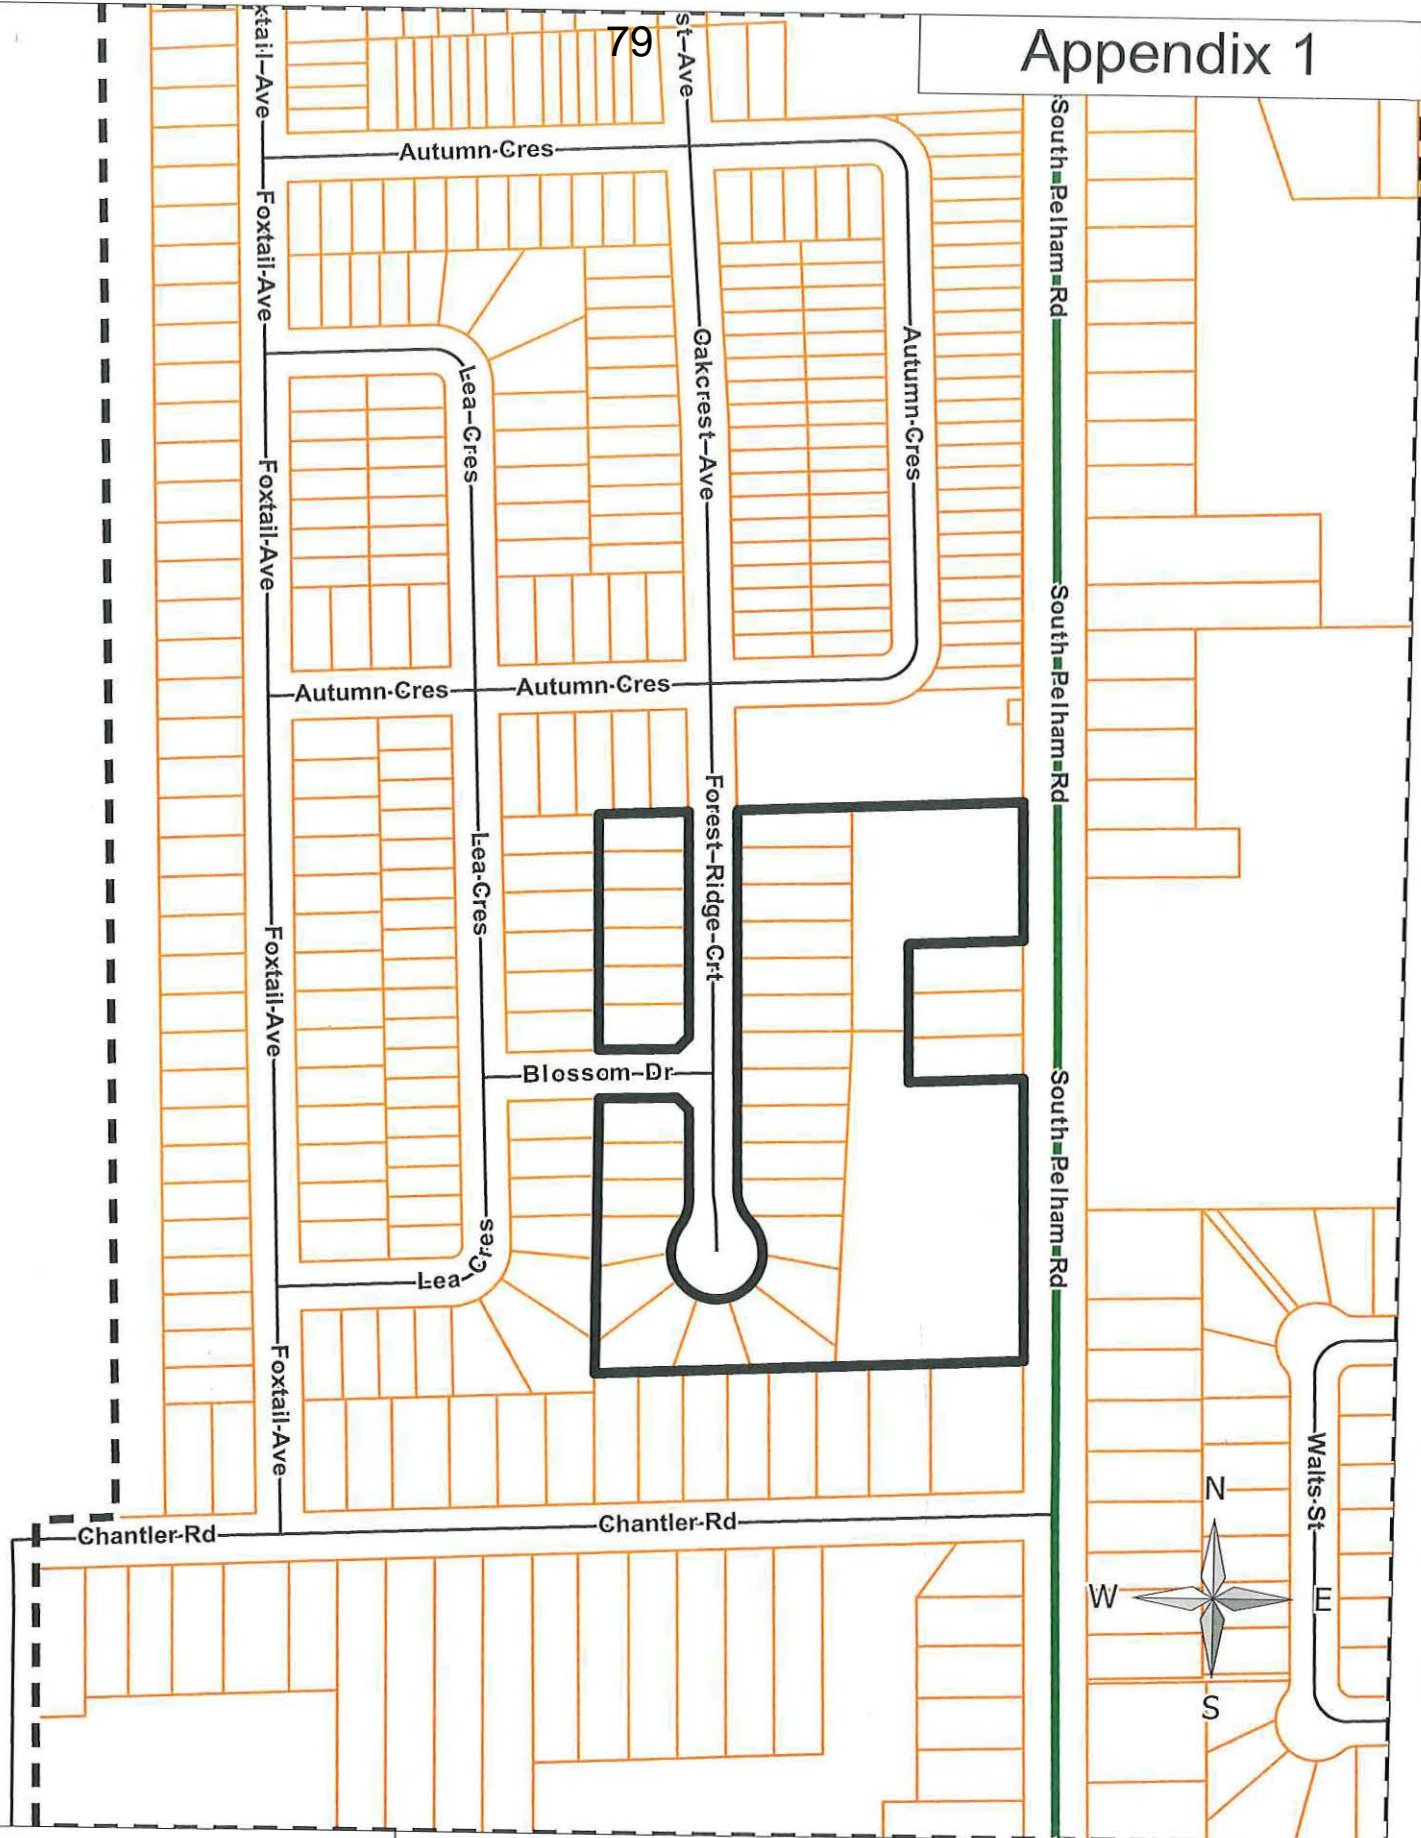 79
Appendix 1
xtail-Ave
st-Ave
South-Pelham-Rd
Autumn-Cres
Foxtail-Ave
Oakcrest-Ave
Autumn-Cres
Lea-Cres
Foxtail-Ave
South-Pelham-Rd
Autumn-Cres
Autumn-Cres
Forest-Ridge-Crt
Lea-Cres
Foxtail-Ave
Blossom-Dr
South-Pelham-Rd
Lea-Cres
Foxtail-Ave
Walts-St
N
Chantler-Rd
Chantler-Rd
W
E
S